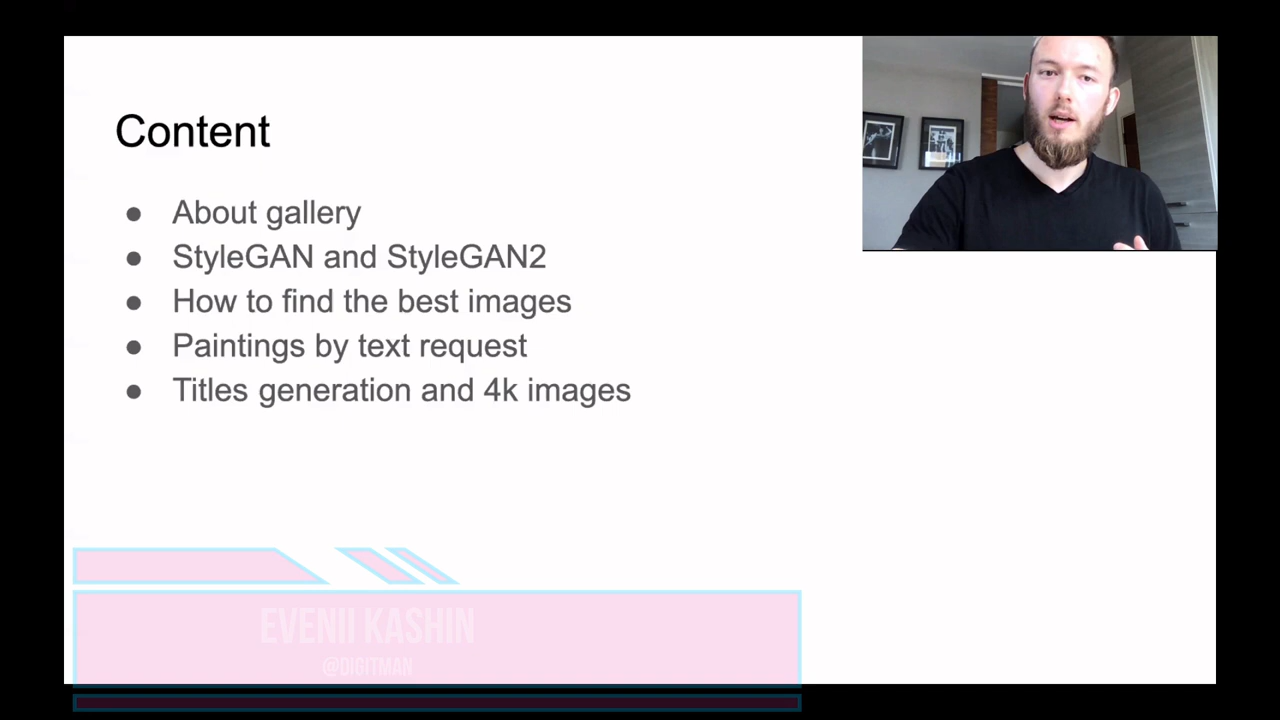 Content
● About gallery
● StyleGAN and StyleGAN2
● How to find the best images
● Paintings by text request
● Titles generation and 4k images
EVENII KASHIN
@DIGITMAN